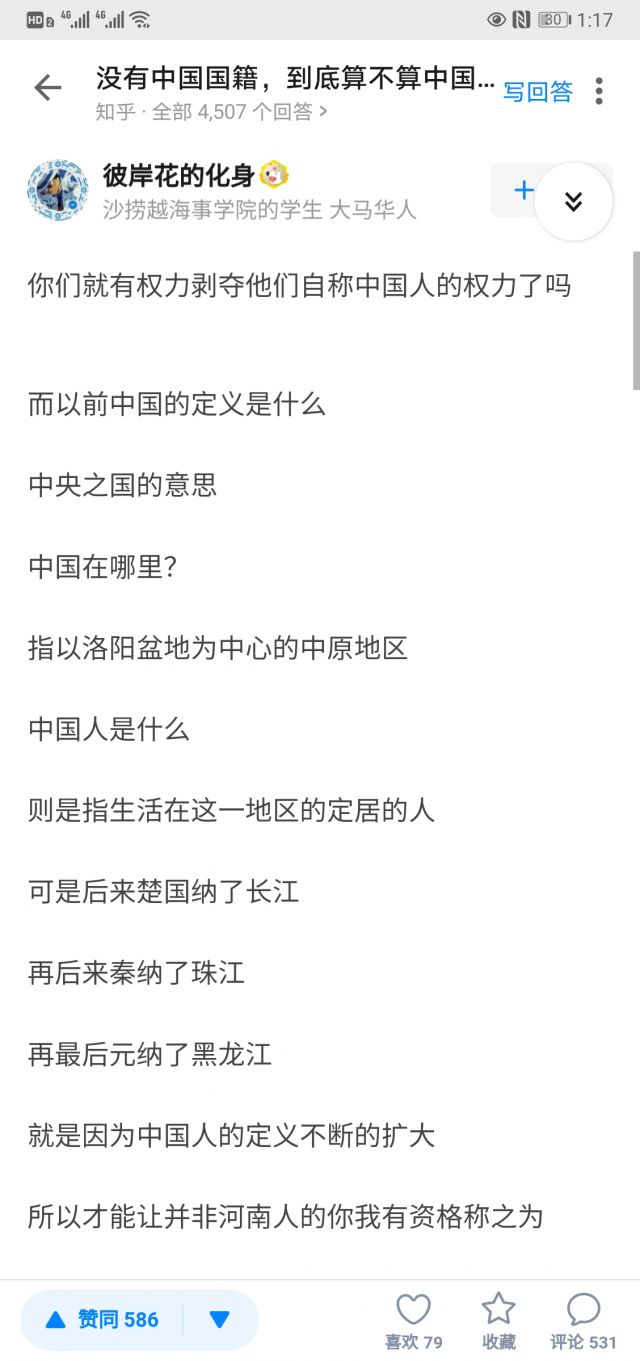 HD 2 4G 4G 80 1:17
没有中国国籍，到底算不算中国... 写回答
知乎 · 全部 4,507 个回答 >
彼岸花的化身
沙捞越海事学院的学生 大马华人
+
你们就有权力剥夺他们自称中国人的权力了吗
而以前中国的定义是什么
中央之国的意思
中国在哪里?
指以洛阳盆地为中心的中原地区
中国人是什么
则是指生活在这一地区的定居的人
可是后来楚国纳了长江
再后来秦纳了珠江
再最后元纳了黑龙江
就是因为中国人的定义不断的扩大
所以才能让并非河南人的你我有资格称之为
赞同 586
喜欢 79 收藏 评论 531